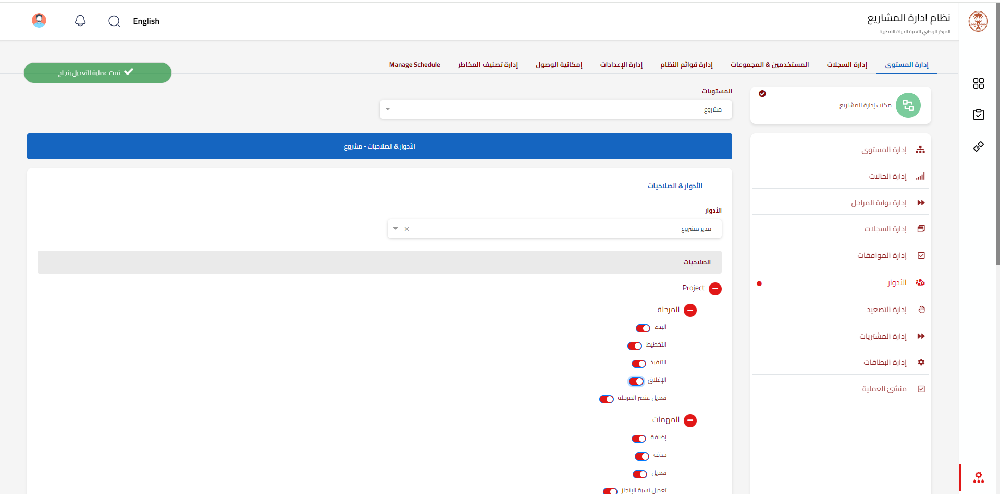 نظام ادارة المشاريع
المركز الوطني لتنمية الحياة الفطرية
English
إدارة المستوى
إدارة السجلات
المستخدمين & المجموعات
إدارة قوائم النظام
إدارة الإعدادات
إمكانية الوصول
إدارة تصنيف المخاطر
Manage Schedule
تمت عملية التعديل بنجاح
مكتب إدارة المشاريع
إدارة المستوى
إدارة الحالات
إدارة بوابة المراحل
إدارة السجلات
إدارة الموافقات
الأدوار
إدارة التصعيد
إدارة المشتريات
إدارة البطاقات
منشئ العملية
المستويات
مشروع
الأدوار & الصلاحيات - مشروع
الأدوار & الصلاحيات
الأدوار
مدير مشروع
الصلاحيات
Project
المرحلة
البدء
التخطيط
التنفيذ
الإغلاق
تعديل عنصر المرحلة
المهمات
إضافة
حذف
تعديل
تعديل نسبة الإنجاز